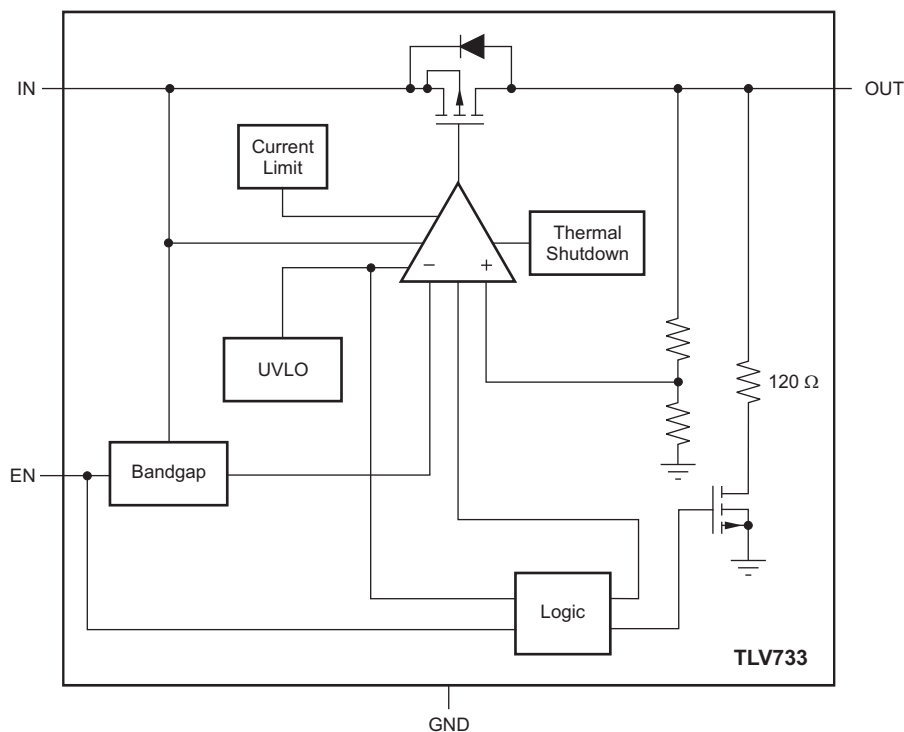 IN
OUT
Current
Limit
Thermal
Shutdown
−
+
UVLO
120 Ω
EN
Bandgap
Logic
TLV733
GND